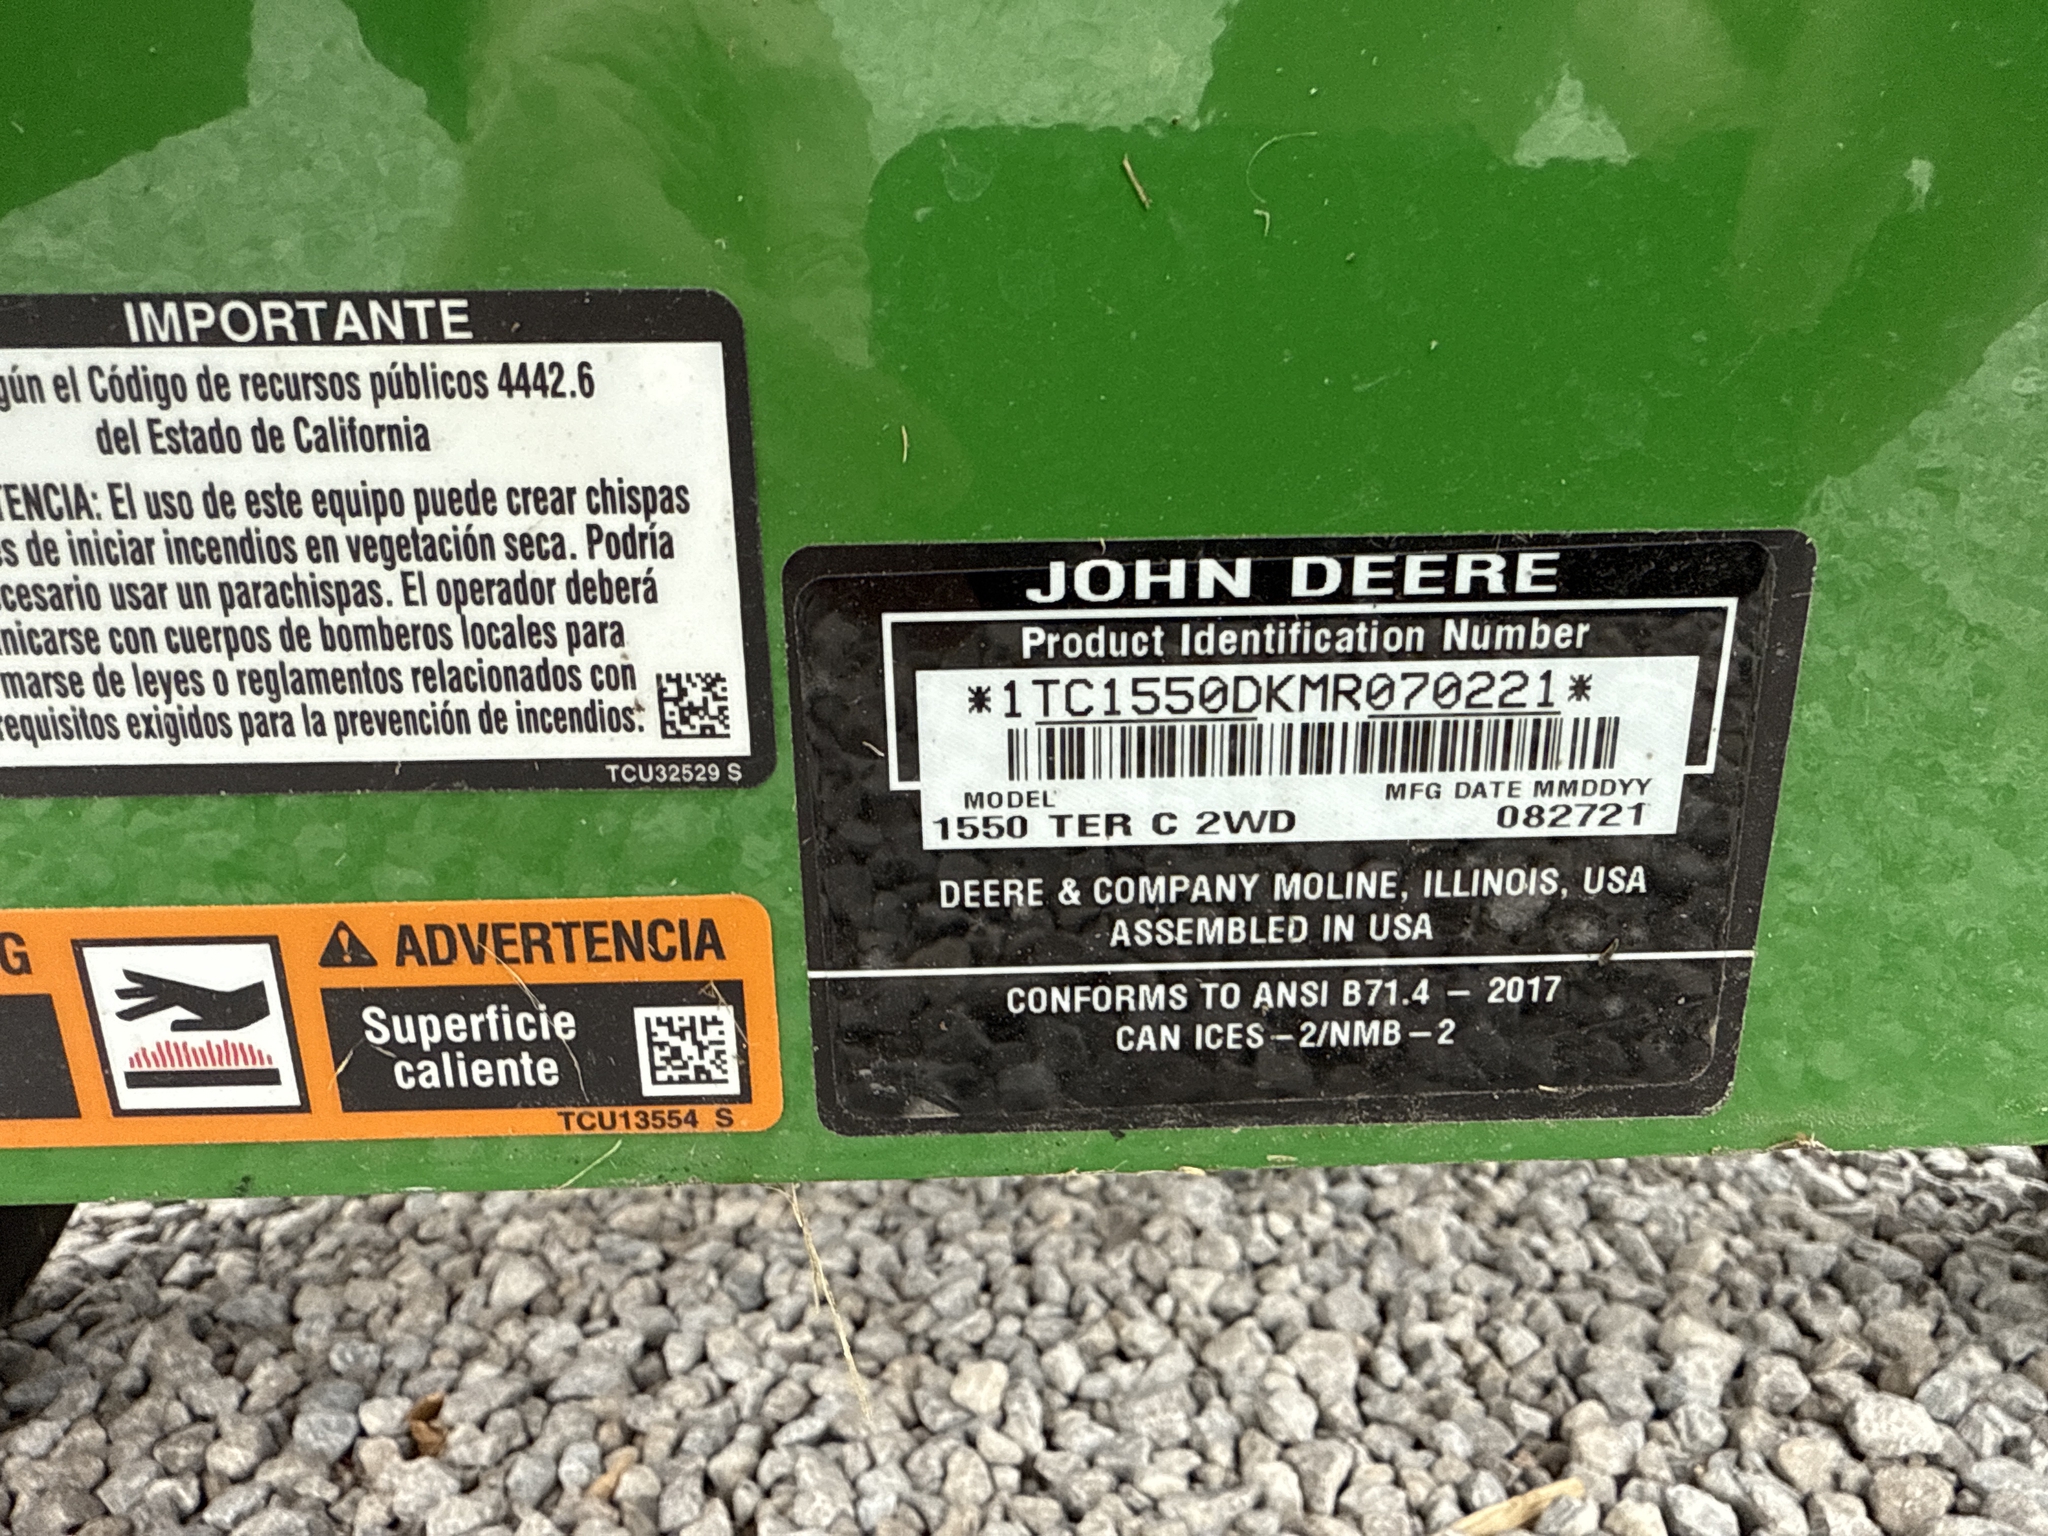 IMPORTANTE
gún el Código de recursos públicos 4442.6
del Estado de California
TENCIA: El uso de este equipo puede crear chispas
s de iniciar incendios en vegetación seca. Podría
cesario usar un parachispas. El operador deberá
nicarse con cuerpos de bomberos locales para
marse de leyes o reglamentos relacionados con
requisitos exigidos para la prevención de incendios.
TCU32529 S
G
ADVERTENCIA
Superficie
caliente
TCU13554 S
JOHN DEERE
Product Identification Number
*1TC1550DKMR070221*
MODEL
MFG DATE MMDDYY
1550 TER C 2WD
082721
DEERE & COMPANY MOLINE, ILLINOIS, USA
ASSEMBLED IN USA
CONFORMS TO ANSI B71.4 – 2017
CAN ICES – 2/NMB – 2